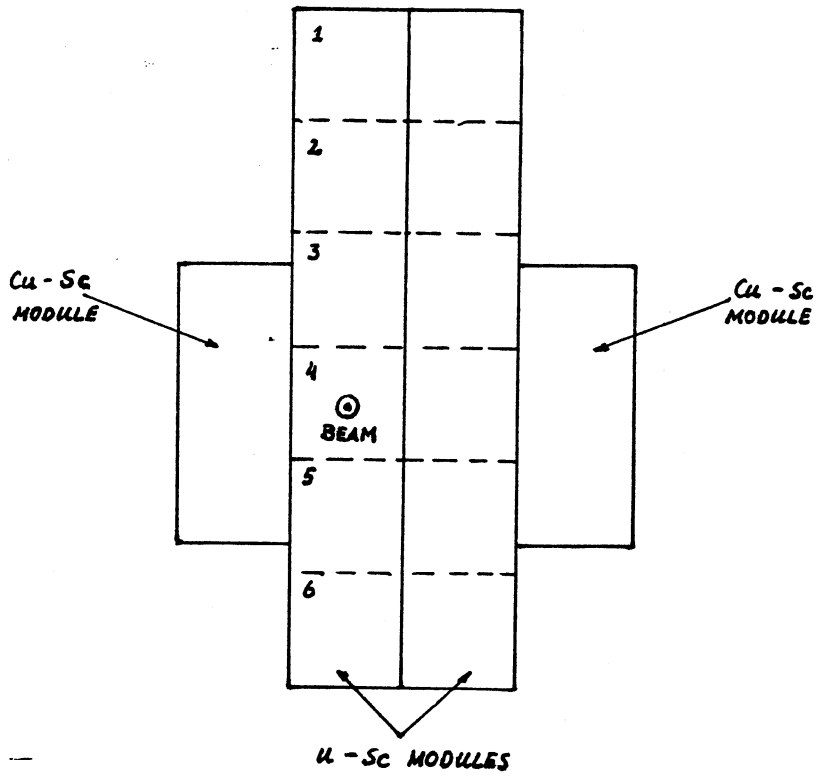 1
2
3
Cu - Sc
MODULE
Cu - Sc
MODULE
4
BEAM
5
6
U - Sc MODULES